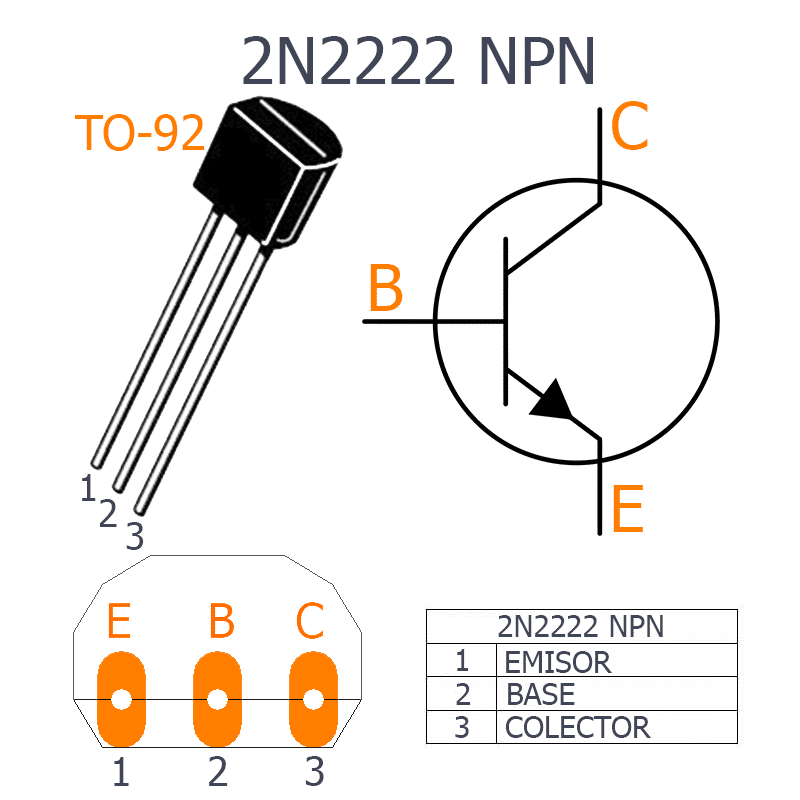 2N2222 NPN
TO-92
C
B
E
1
2
3
E B C
1 2 3
2N2222 NPN
1 EMISOR
2 BASE
3 COLECTOR